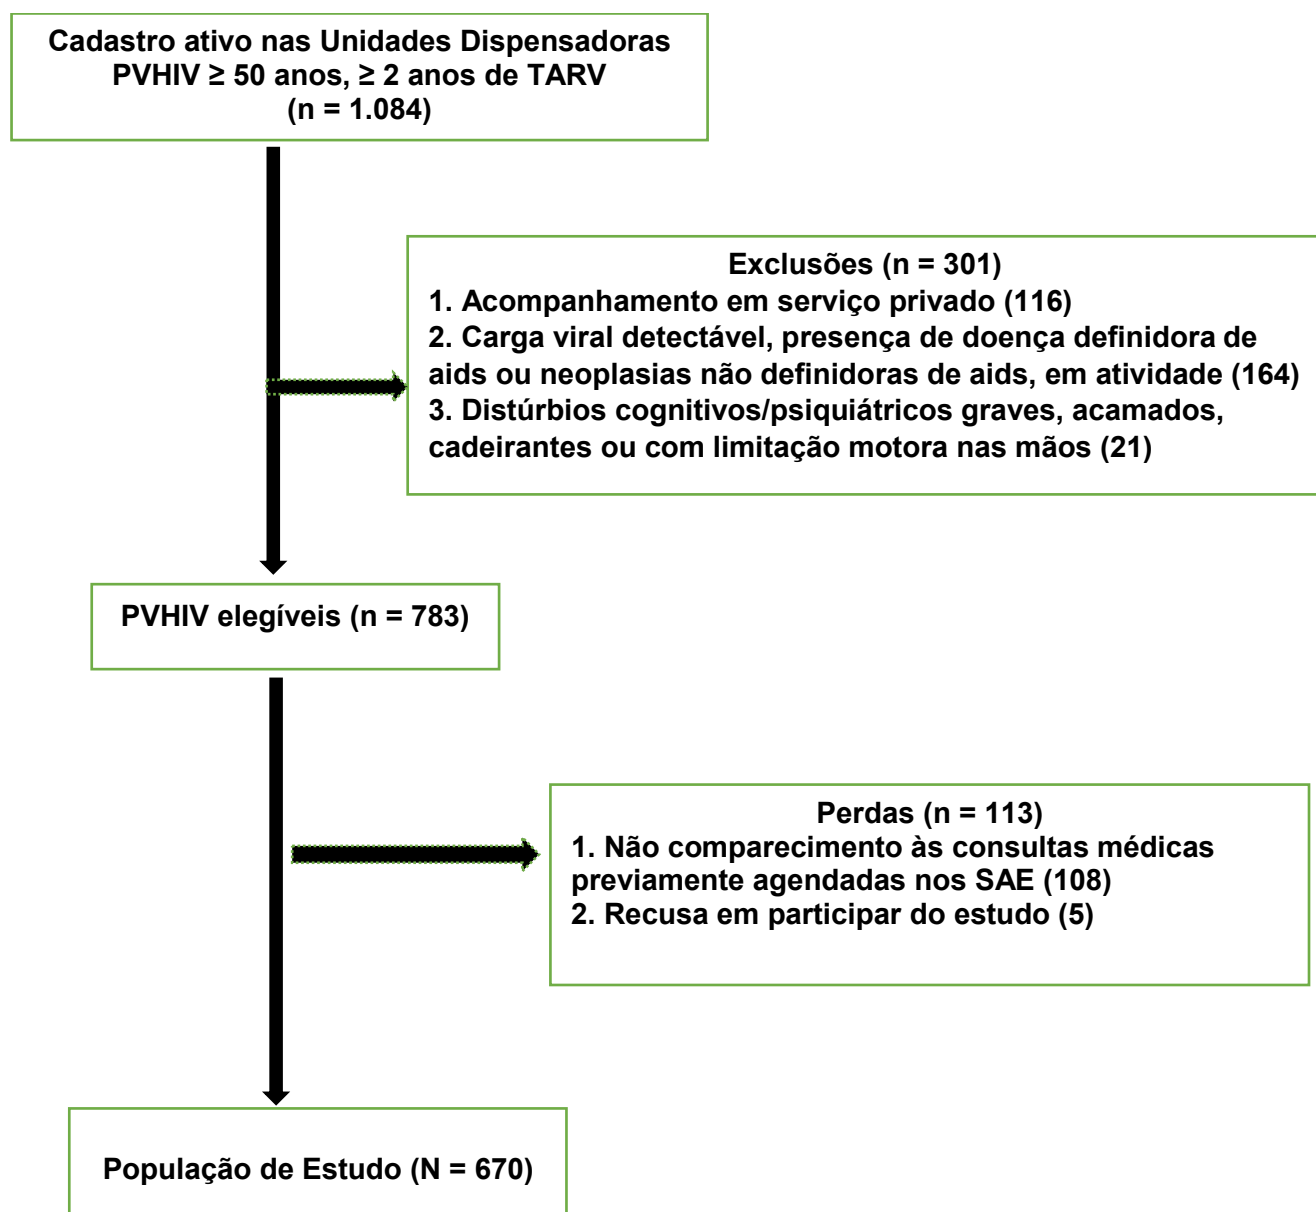 Cadastro ativo nas Unidades Dispensadoras
PVHIV ≥ 50 anos, ≥ 2 anos de TARV
(n = 1.084)
Exclusões (n = 301)
1. Acompanhamento em serviço privado (116)
2. Carga viral detectável, presença de doença definidora de
aids ou neoplasias não definidoras de aids, em atividade (164)
3. Distúrbios cognitivos/psiquiátricos graves, acamados,
cadeirantes ou com limitação motora nas mãos (21)
PVHIV elegíveis (n = 783)
Perdas (n = 113)
1. Não comparecimento às consultas médicas
previamente agendadas nos SAE (108)
2. Recusa em participar do estudo (5)
População de Estudo (N = 670)